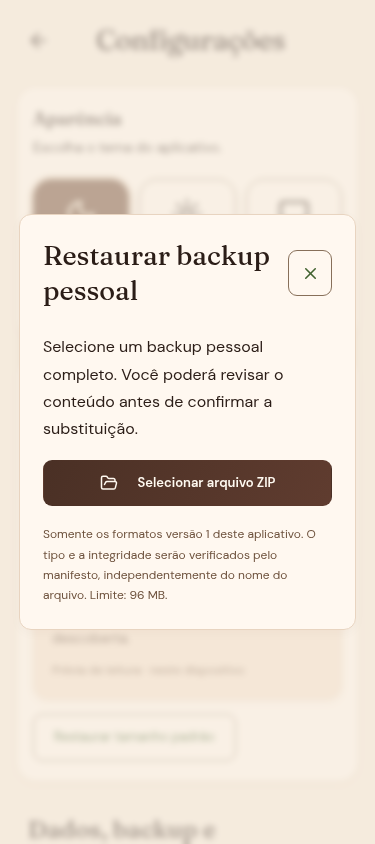 Configurações
Aparência
Escolha o tema do aplicativo
Restaurar backup
pessoal
Selecione um backup pessoal
completo. Você poderá revisar o
conteúdo antes de confirmar a
substituição.
Selecionar arquivo ZIP
Somente os formatos versão 1 deste aplicativo. O
tipo e a integridade serão verificados pelo
manifesto, independentemente do nome do
arquivo. Limite: 96 MB.
Restaurar tamanho padrão
Dados, backup e